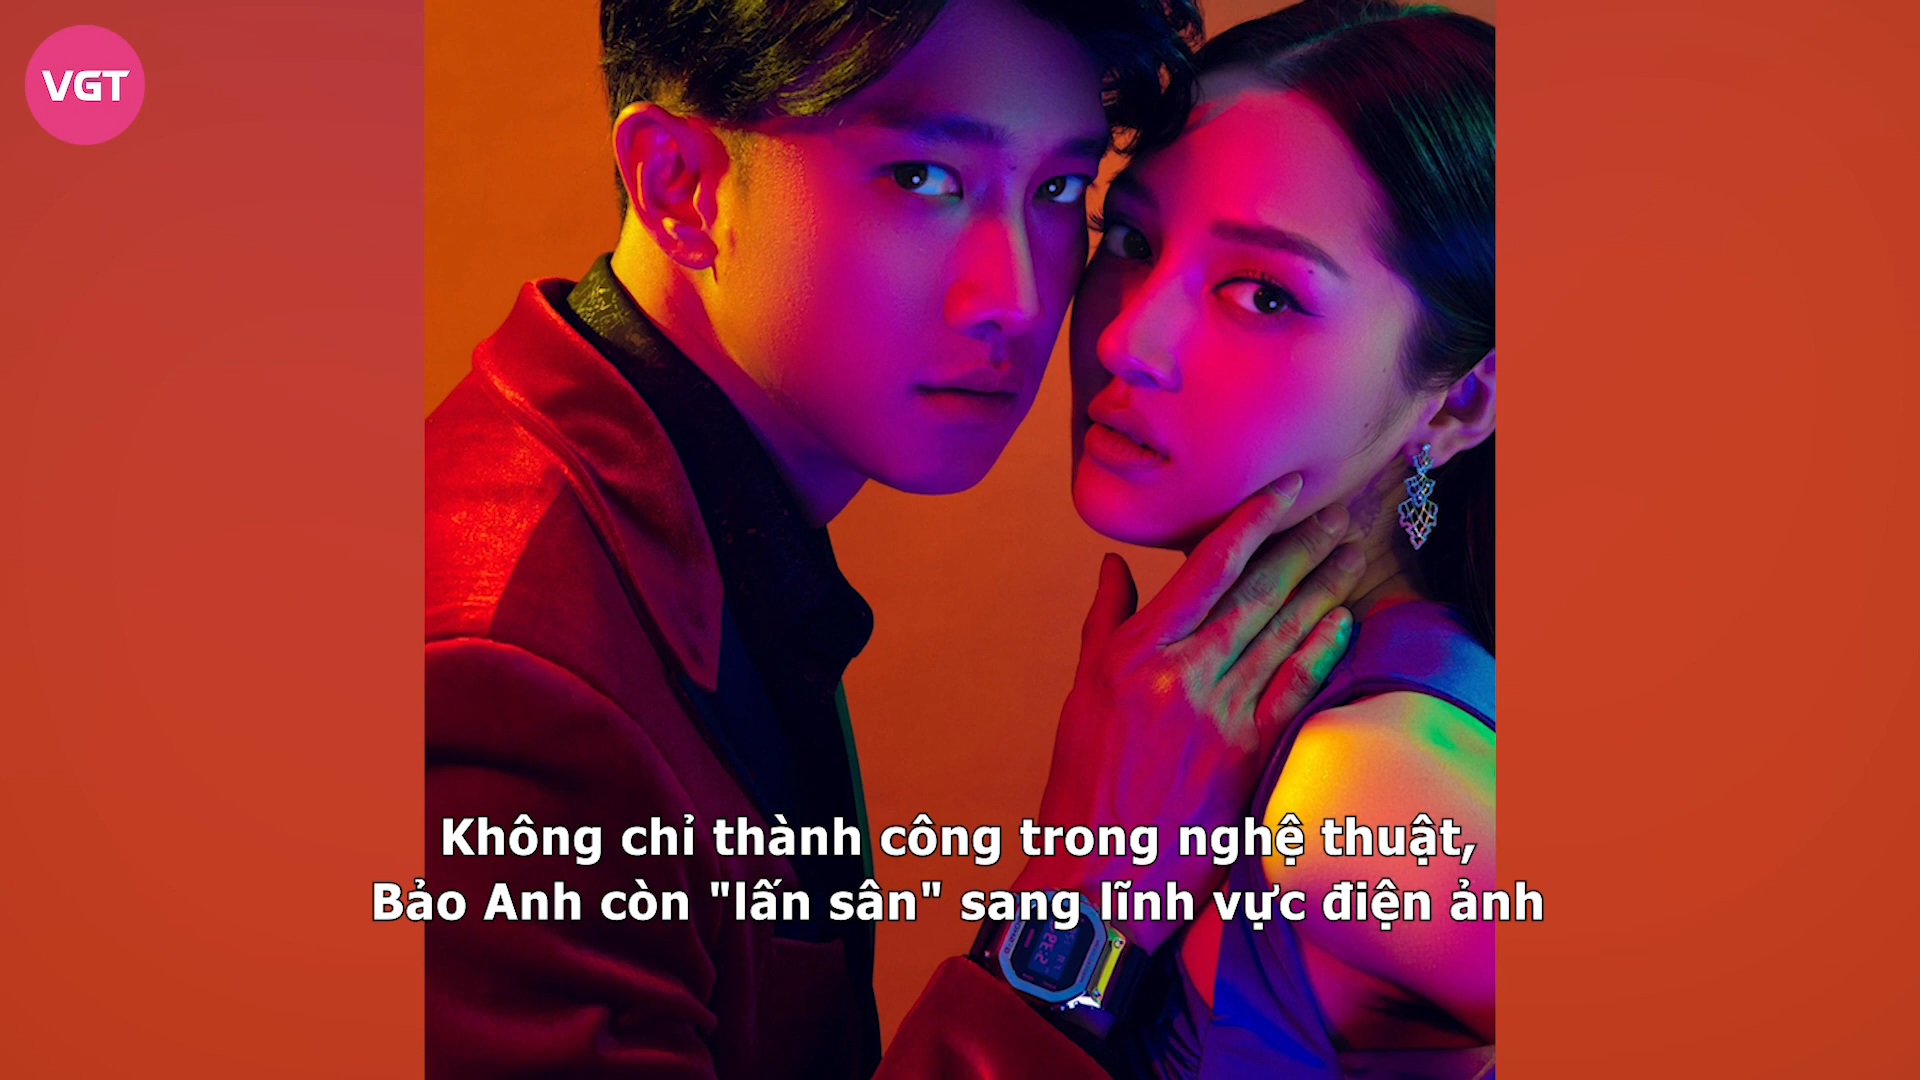 VGT
Không chỉ thành công trong nghệ thuật,
Bảo Anh còn "lấn sân" sang lĩnh vực điện ảnh